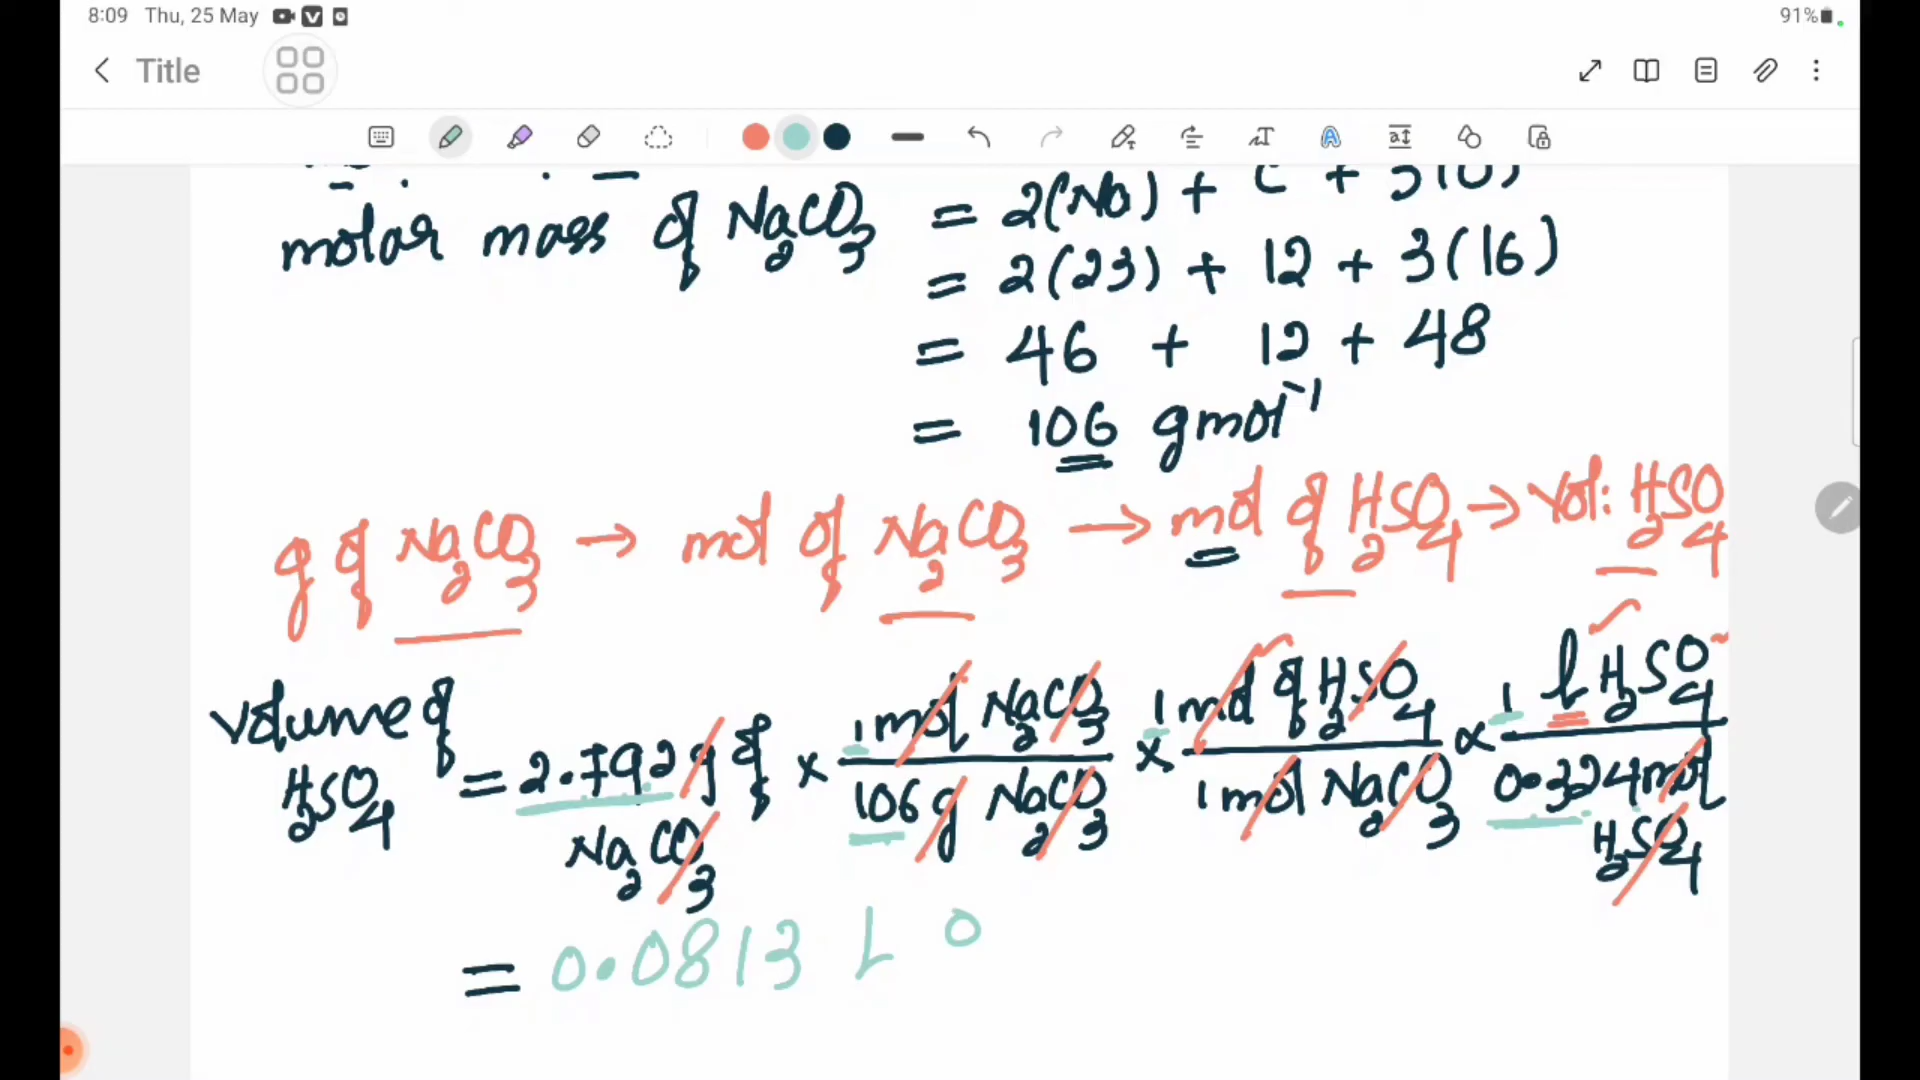 8:09 Thu, 25 May
91%
Title
molar mass of Na2CO3 = 2(Na) + C + 3(O)
= 2(23) + 12 + 3(16)
= 46 + 12 + 48
= 106 gmol⁻¹
g of Na2CO3 → mol of Na2CO3 → mol of H2SO4 → Vol: H2SO4
volume of H2SO4 = 2.792g of Na2CO3 × 1 mol Na2CO3 / 106 g Na2CO3 × 1 mol of H2SO4 / 1 mol Na2CO3 × 1 l H2SO4 / 0.324 mol H2SO4
= 0.0813 L o